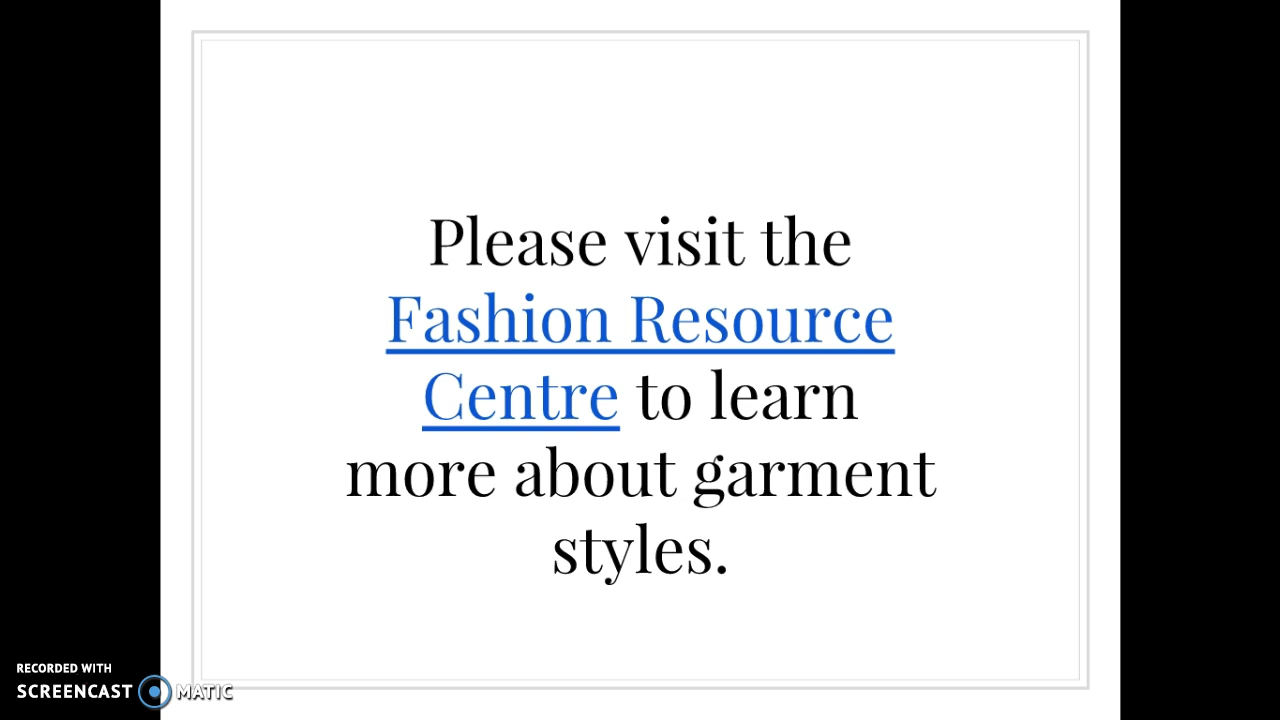 Please visit the
Fashion Resource
Centre to learn
more about garment
styles.
RECORDED WITH
SCREENCAST MATIC